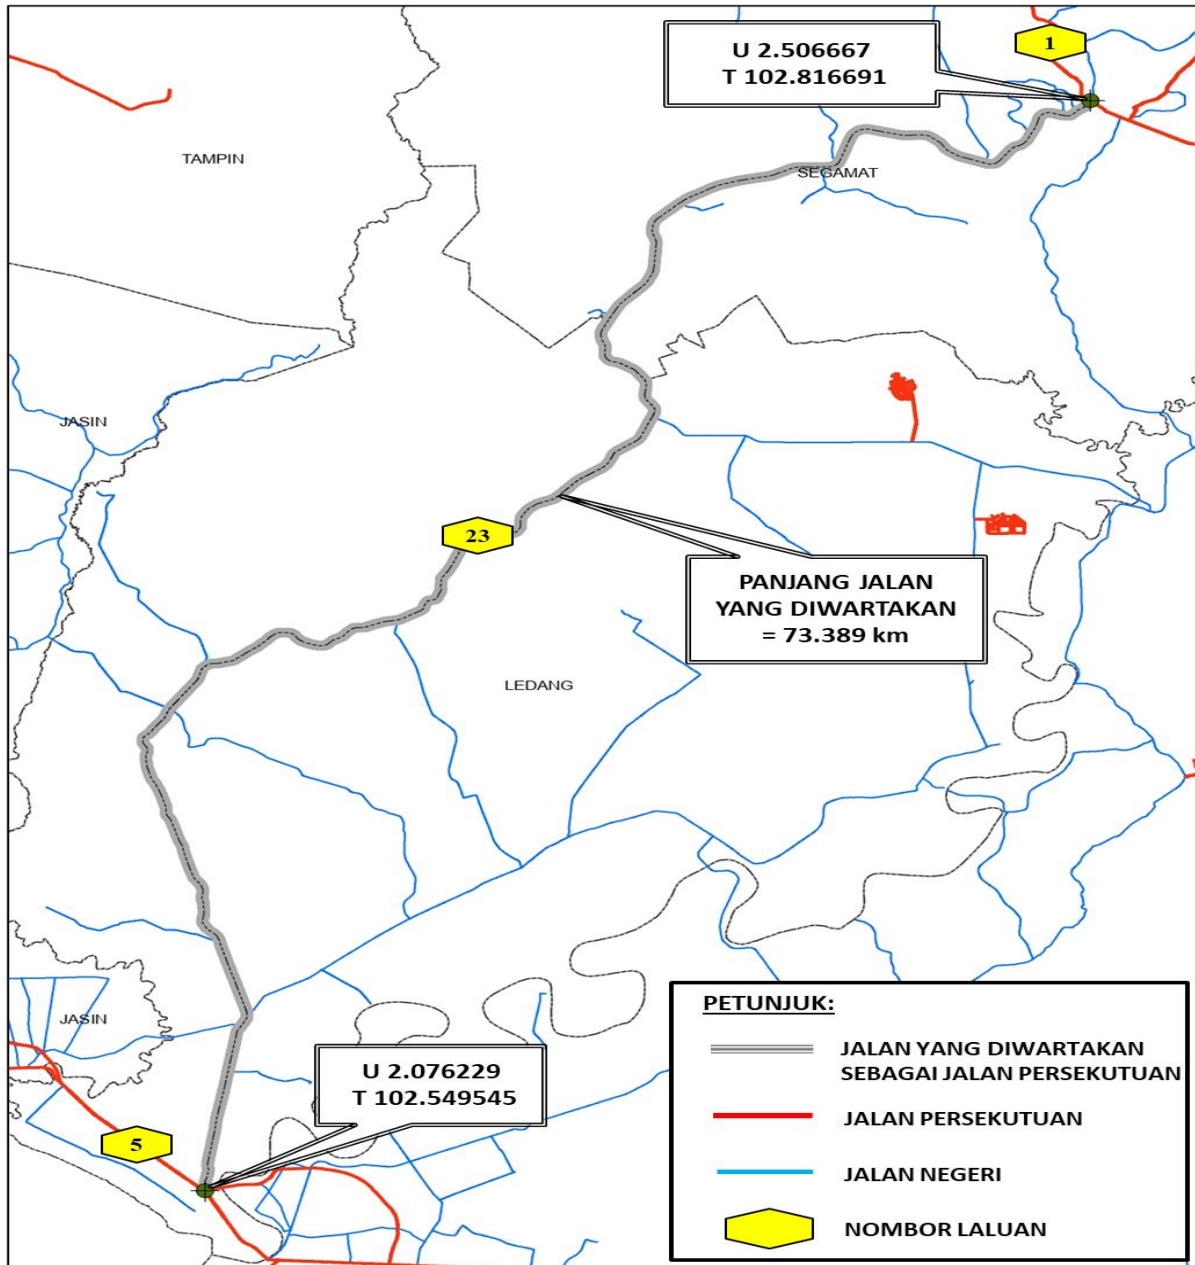 1
U 2.506667
T 102.816691
TAMPIN
SEGAMAT
JASIN
23
PANJANG JALAN
YANG DIWARTAKAN
= 73.389 km
LEDANG
JASIN
5
U 2.076229
T 102.549545
PETUNJUK:
JALAN YANG DIWARTAKAN
SEBAGAI JALAN PERSEKUTUAN
JALAN PERSEKUTUAN
JALAN NEGERI
NOMBOR LALUAN